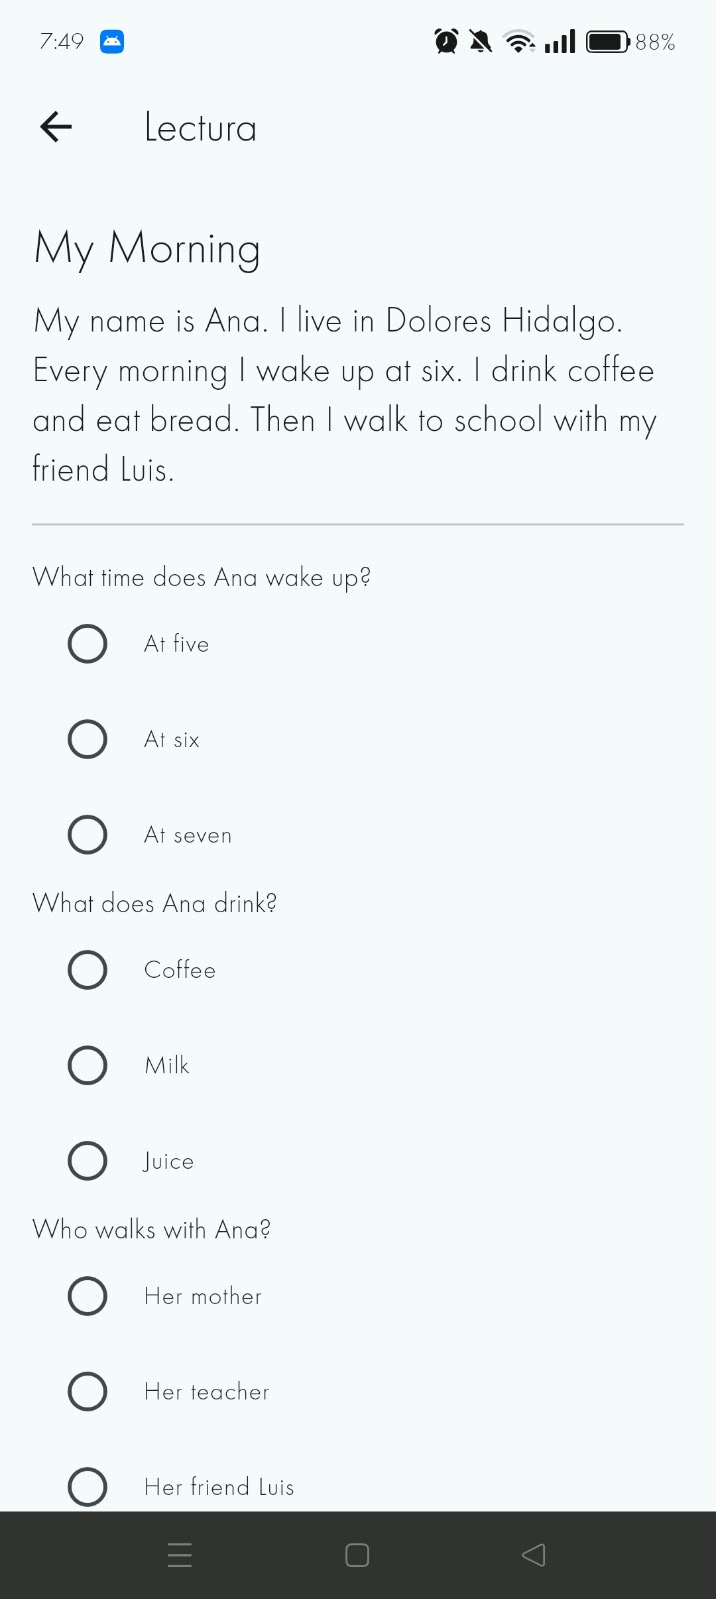 7:49
88%
Lectura
My Morning
My name is Ana. I live in Dolores Hidalgo.
Every morning I wake up at six. I drink coffee
and eat bread. Then I walk to school with my
friend Luis.
What time does Ana wake up?
At five
At six
At seven
What does Ana drink?
Coffee
Milk
Juice
Who walks with Ana?
Her mother
Her teacher
Her friend Luis